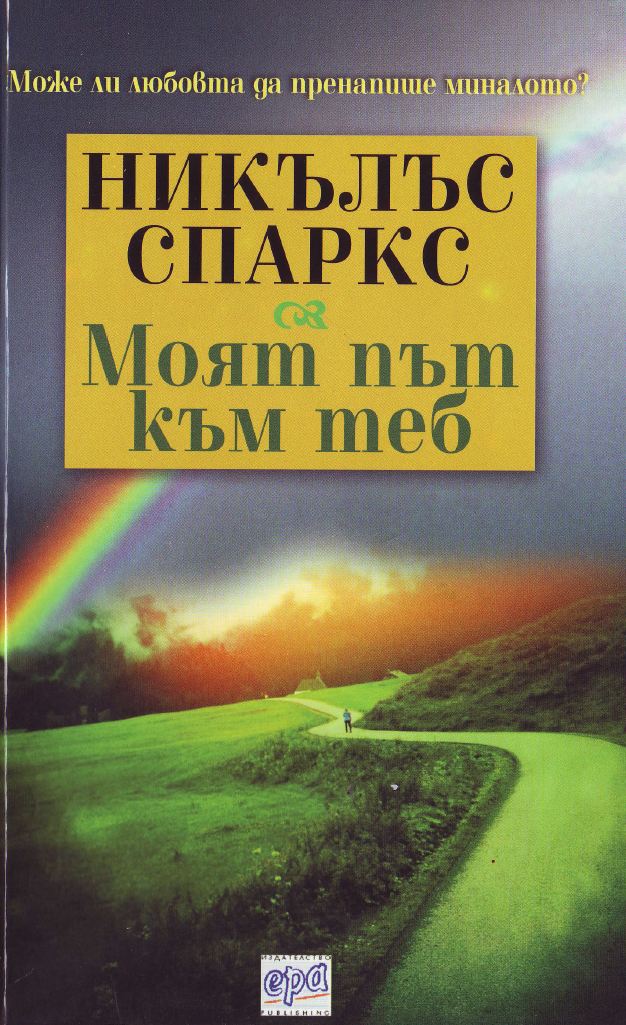 Може ли любовта да пренапише миналото?
НИКЪЛЪС
СПАРКС
Моят път
към теб
ИЗДАТЕЛСТВО
ера
PUBLISHING